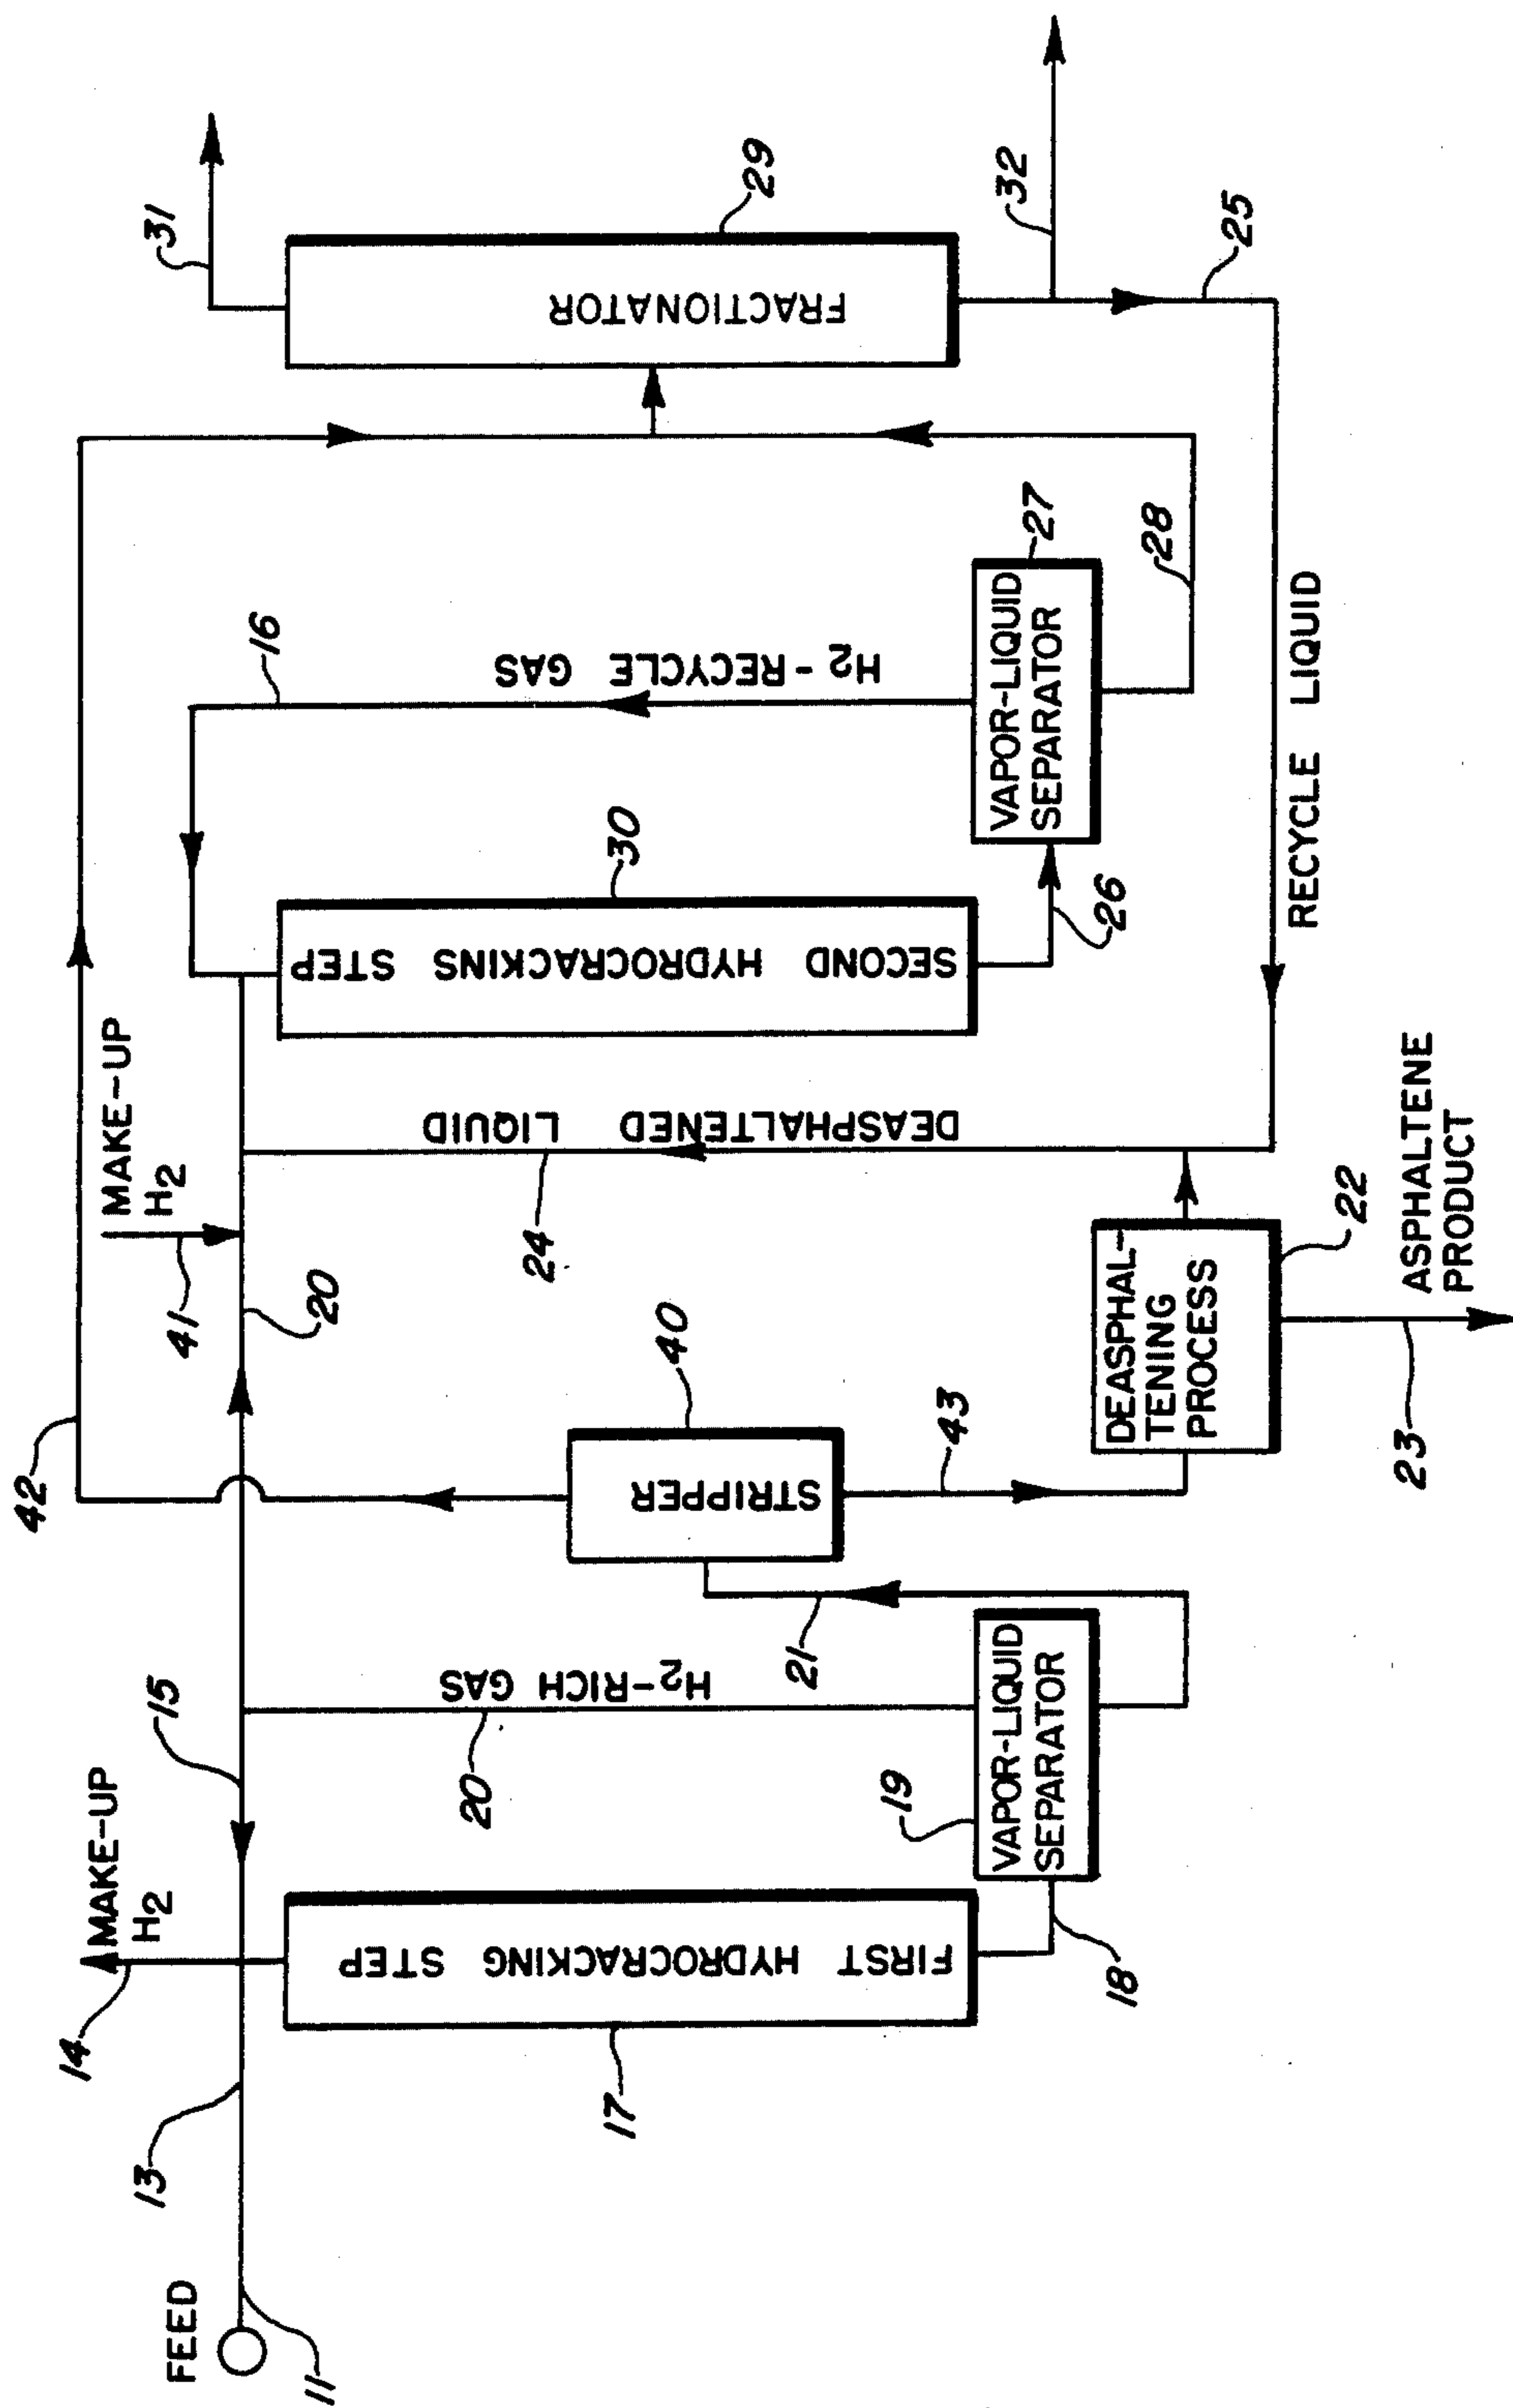 FEED
11
13
14
MAKE-UP
H2
15
FIRST HYDROCRACKING STEP
17
18
VAPOR-LIQUID
SEPARATOR
19
H2-RICH GAS
20
21
STRIPPER
40
42
43
DEASPHAL-
TENING
PROCESS
22
23
ASPHALTENE
PRODUCT
20
41
MAKE-UP
H2
DEASPHALTENED LIQUID
24
SECOND HYDROCRACKINS STEP
30
26
VAPOR-LIQUID
SEPARATOR
27
H2-RECYCLE GAS
16
28
FRACTIONATOR
29
31
32
25
RECYCLE LIQUID